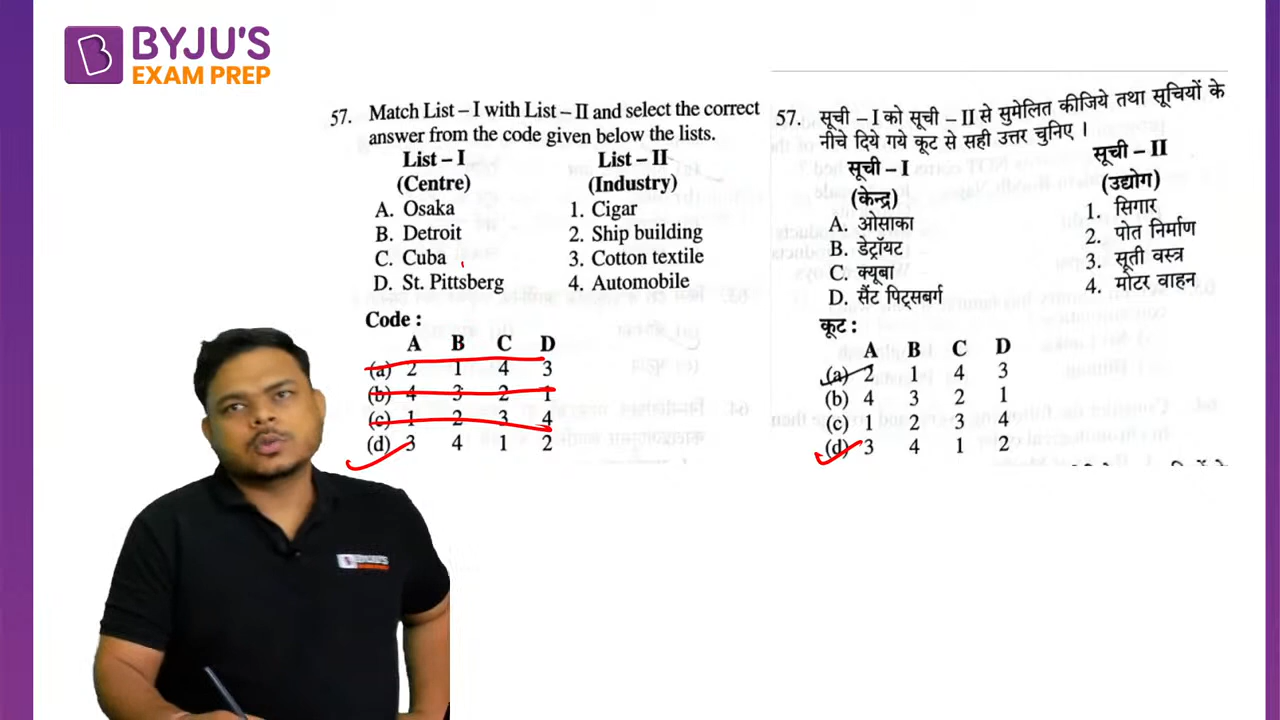 BYJU'S
EXAM PREP
57. Match List – I with List – II and select the correct
answer from the code given below the lists.
List – I List – II
(Centre) (Industry)
A. Osaka 1. Cigar
B. Detroit 2. Ship building
C. Cuba 3. Cotton textile
D. St. Pittsberg 4. Automobile
Code :
A B C D
(a) 2 1 4 3
(b) 4 3 2 1
(c) 1 2 3 4
(d) 3 4 1 2
57. सूची – I को सूची – II से सुमेलित कीजिये तथा सूचियों के
नीचे दिये गये कूट से सही उत्तर चुनिए ।
सूची – I सूची – II
(केन्द्र) (उद्योग)
A. ओसाका 1. सिगार
B. डेट्रॉयट 2. पोत निर्माण
C. क्यूबा 3. सूती वस्त्र
D. सैंट पिट्सबर्ग 4. मोटर वाहन
कूट :
A B C D
(a) 2 1 4 3
(b) 4 3 2 1
(c) 1 2 3 4
(d) 3 4 1 2